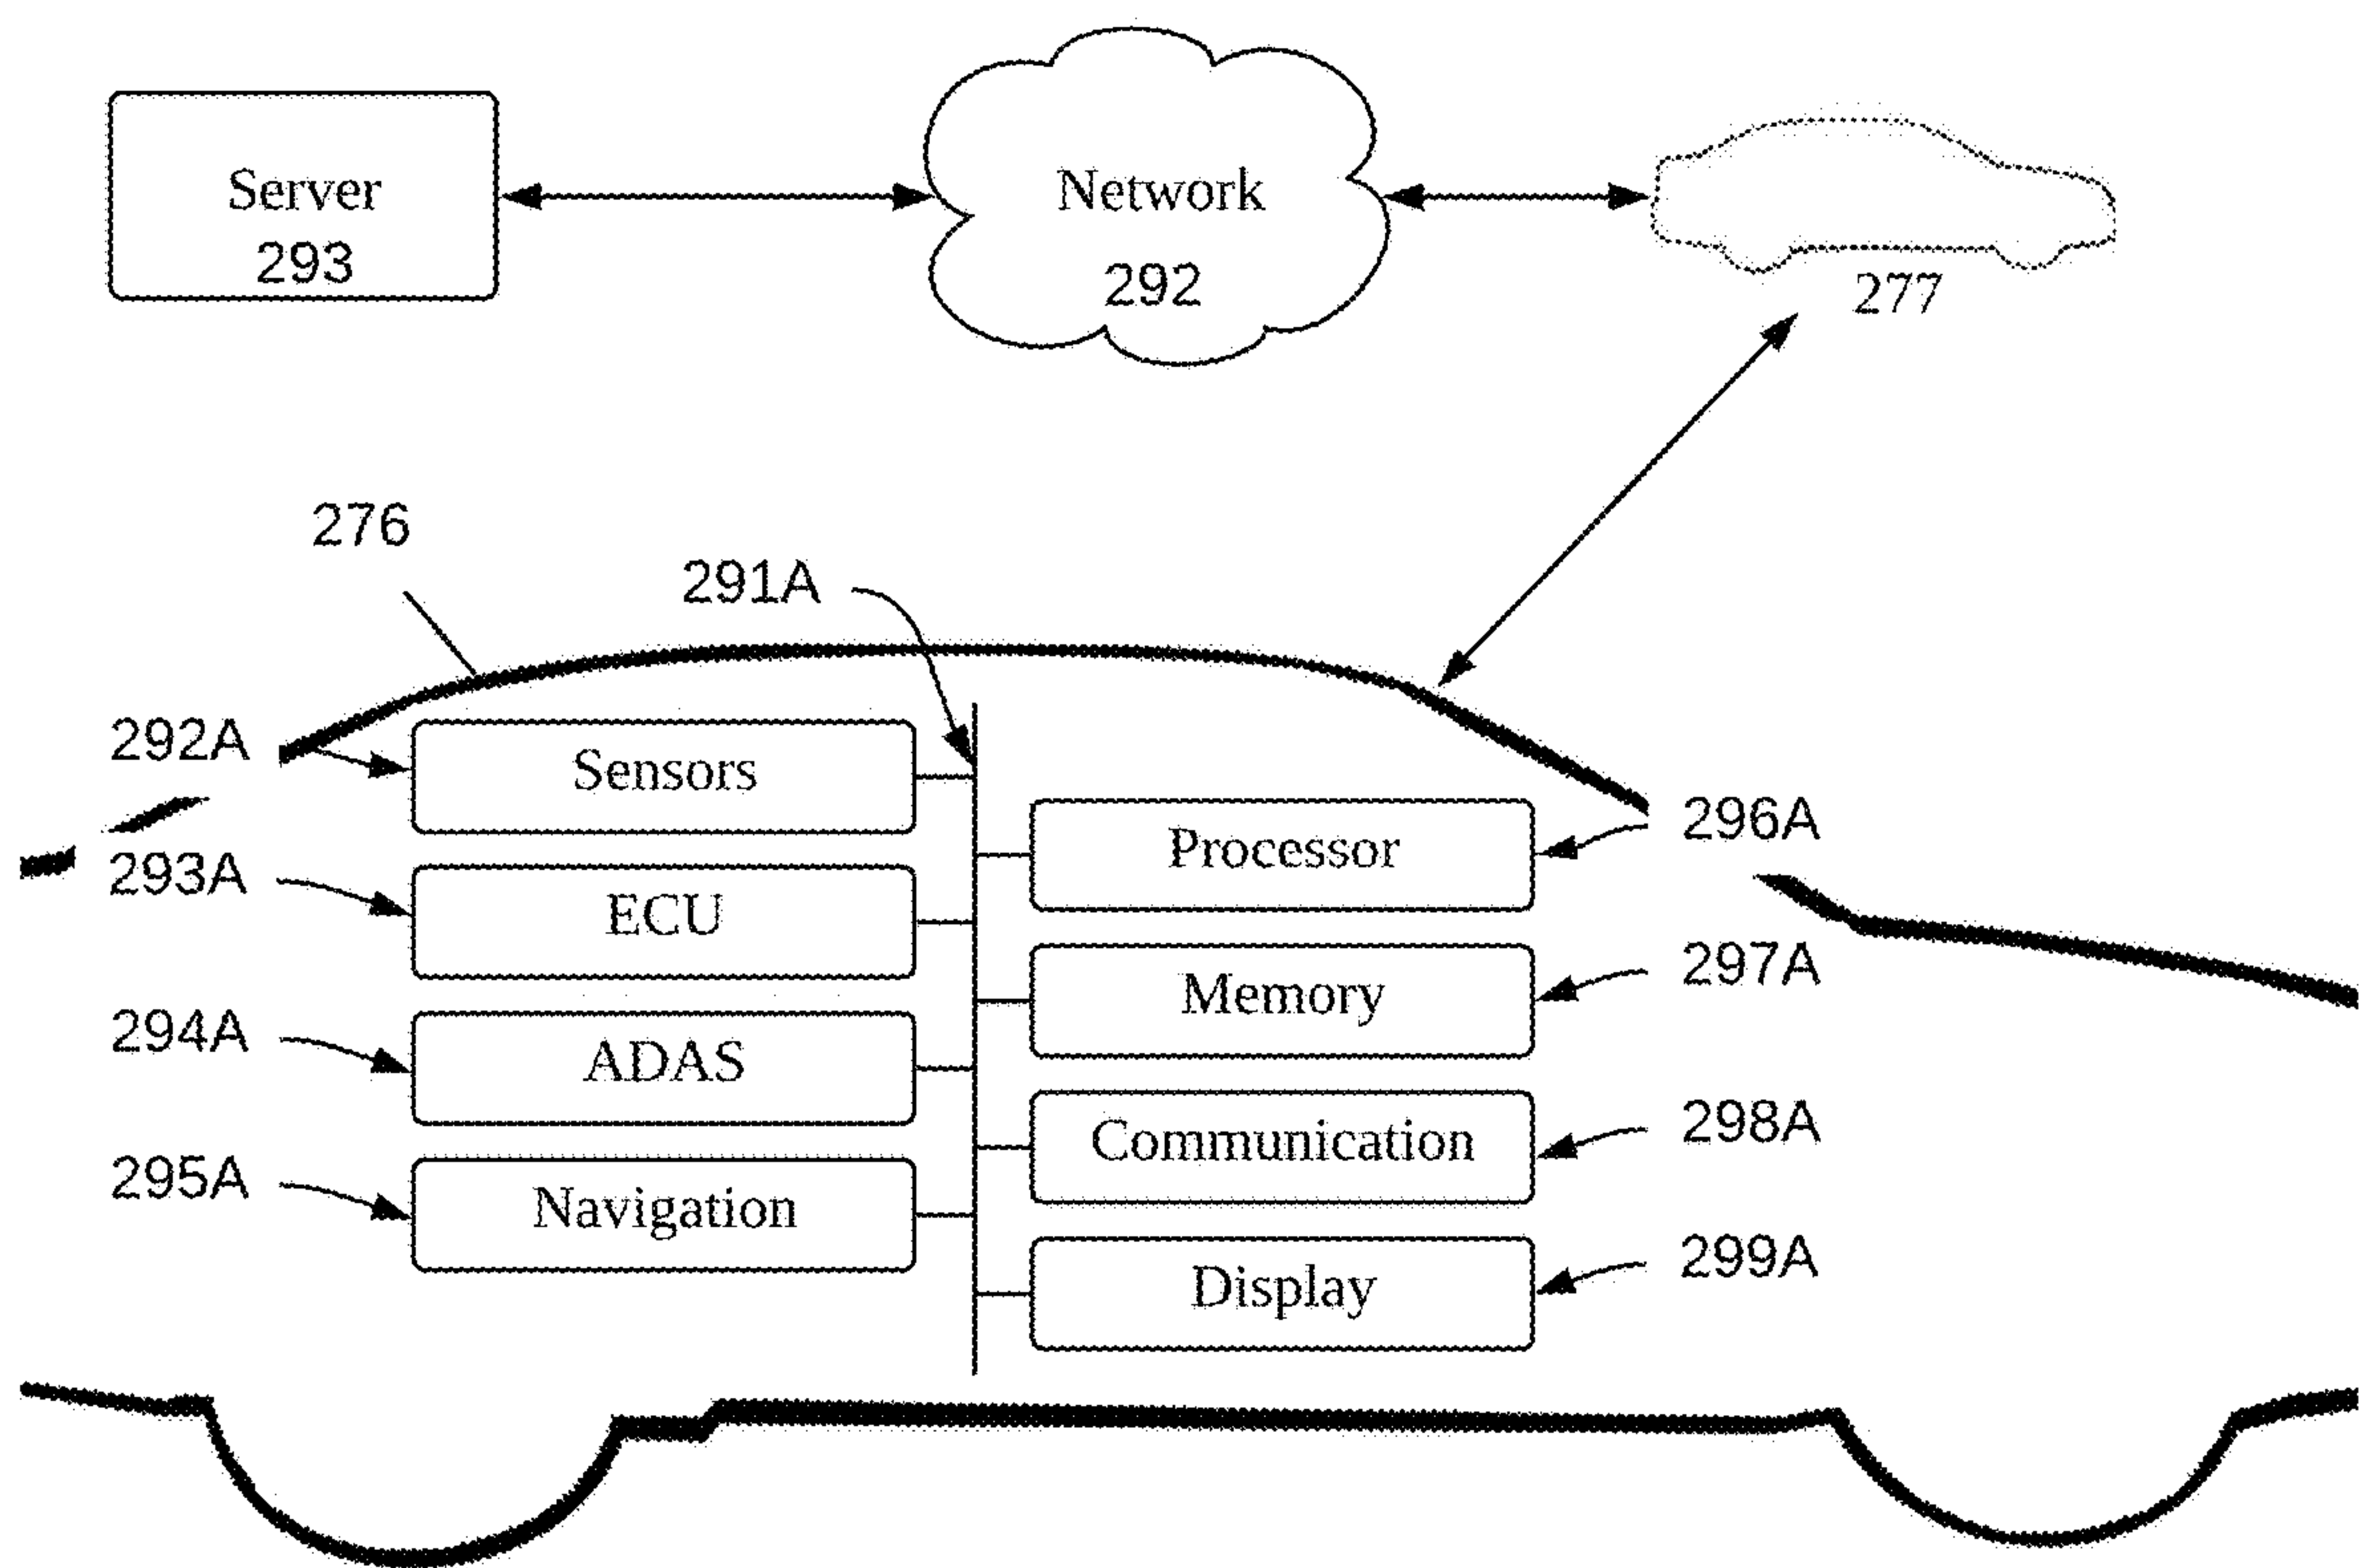 Server
293
Network
292
277
276
291A
292A
Sensors
Processor
296A
293A
ECU
Memory
297A
294A
ADAS
Communication
298A
295A
Navigation
Display
299A